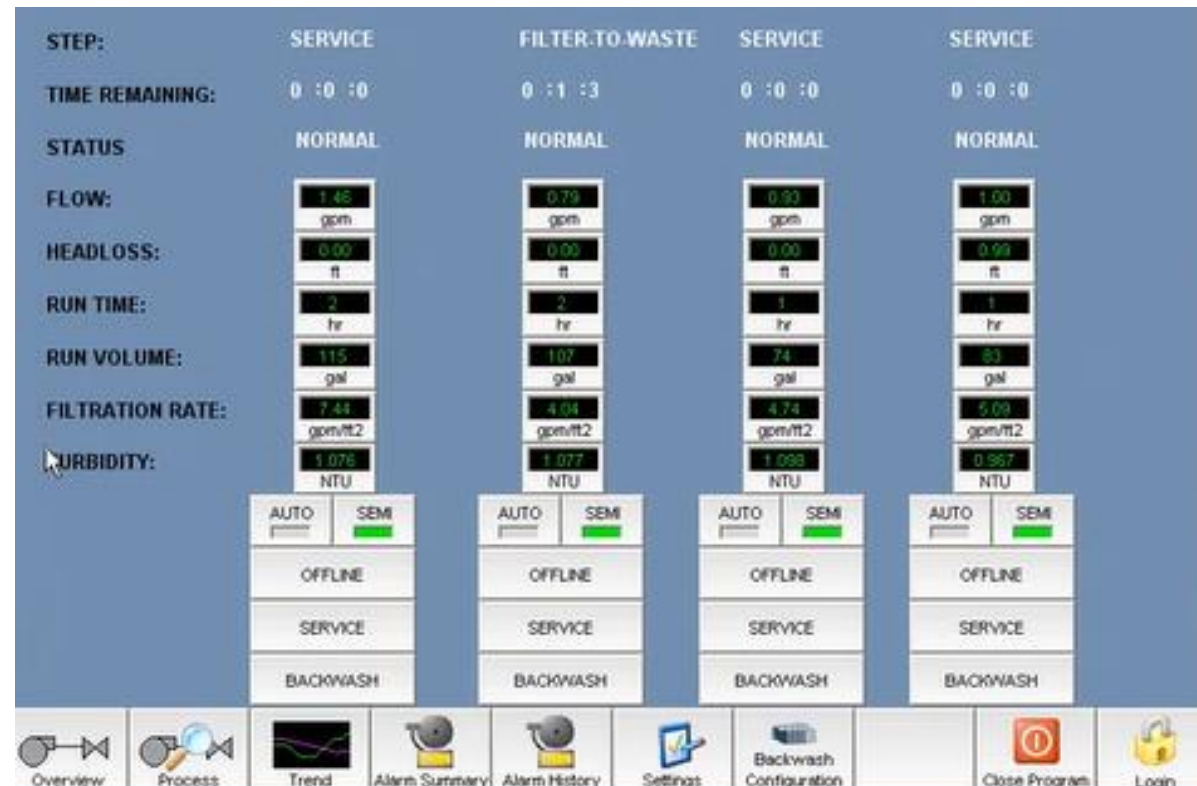 STEP: SERVICE FILTER-TO-WASTE SERVICE SERVICE
TIME REMAINING: 0 :0 :0 0 :1 :3 0 :0 :0 0 :0 :0
STATUS NORMAL NORMAL NORMAL NORMAL
FLOW: 1.46 0.79 0.93 1.00
gpm gpm gpm gpm
HEADLOSS: 0.00 0.00 0.00 0.99
ft ft ft ft
RUN TIME: 2 2 1 1
hr hr hr hr
RUN VOLUME: 115 107 74 83
gal gal gal gal
FILTRATION RATE: 7.44 4.04 4.74 5.09
gpm/ft2 gpm/ft2 gpm/ft2 gpm/ft2
TURBIDITY: 1.076 1.077 1.098 0.967
NTU NTU NTU NTU
AUTO SEMI AUTO SEMI AUTO SEMI AUTO SEMI
OFFLINE OFFLINE OFFLINE OFFLINE
SERVICE SERVICE SERVICE SERVICE
BACKWASH BACKWASH BACKWASH BACKWASH
Backwash
Overview Process Trend Alarm Summary Alarm History Settings Configuration Close Program Login